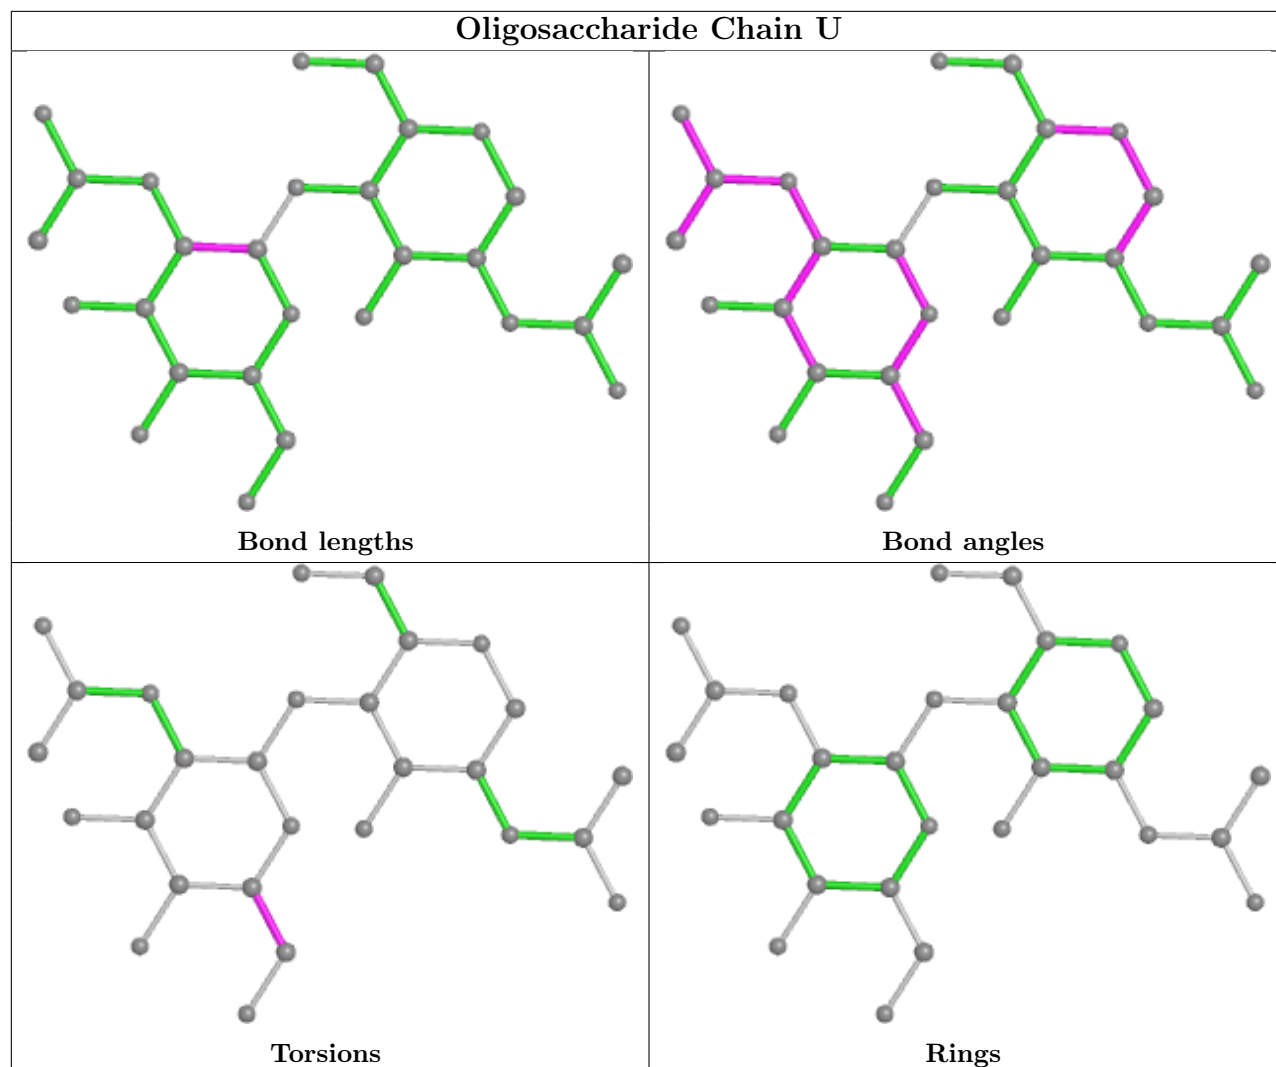 Oligosaccharide Chain U
Bond lengths
Bond angles
Torsions
Rings